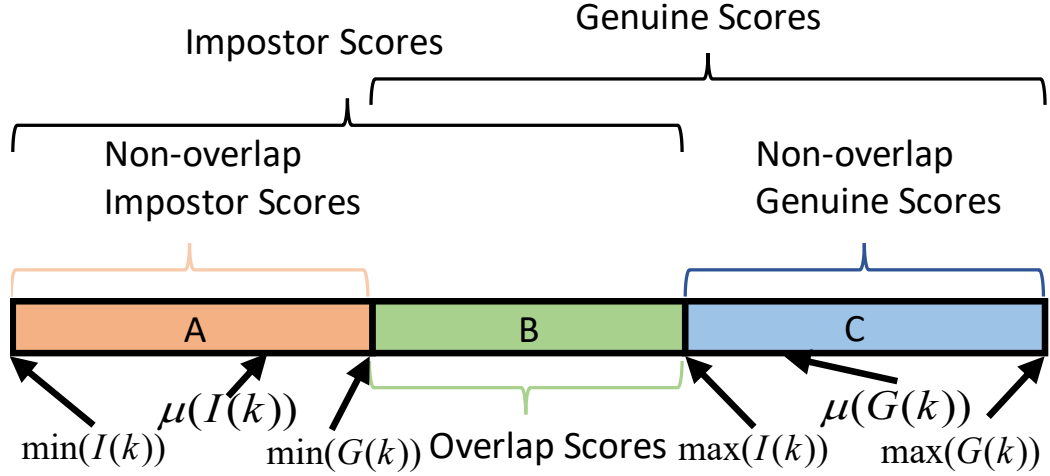 Genuine Scores
Impostor Scores
Non-overlap
Impostor Scores
Non-overlap
Genuine Scores
A
B
C
μ(I(k))
μ(G(k))
min(I(k))
min(G(k))
Overlap Scores
max(I(k))
max(G(k))